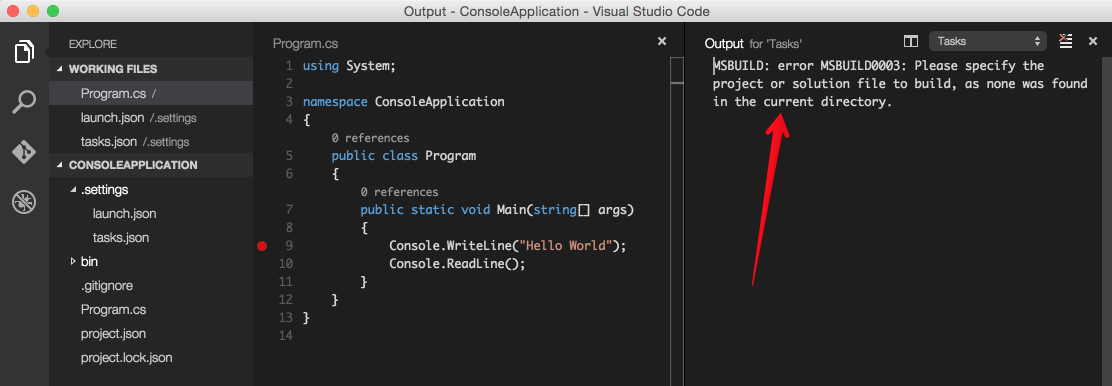 Output - ConsoleApplication - Visual Studio Code
EXPLORE
WORKING FILES
Program.cs /
launch.json /.settings
tasks.json /.settings
CONSOLEAPPLICATION
.settings
launch.json
tasks.json
bin
.gitignore
Program.cs
project.json
project.lock.json
Program.cs
1 using System;
2
3 namespace ConsoleApplication
4 {
0 references
5 public class Program
6 {
0 references
7 public static void Main(string[] args)
8 {
9 Console.WriteLine("Hello World");
10 Console.ReadLine();
11 }
12 }
13 }
14
Output for 'Tasks'
Tasks
MSBUILD: error MSBUILD0003: Please specify the
project or solution file to build, as none was found
in the current directory.